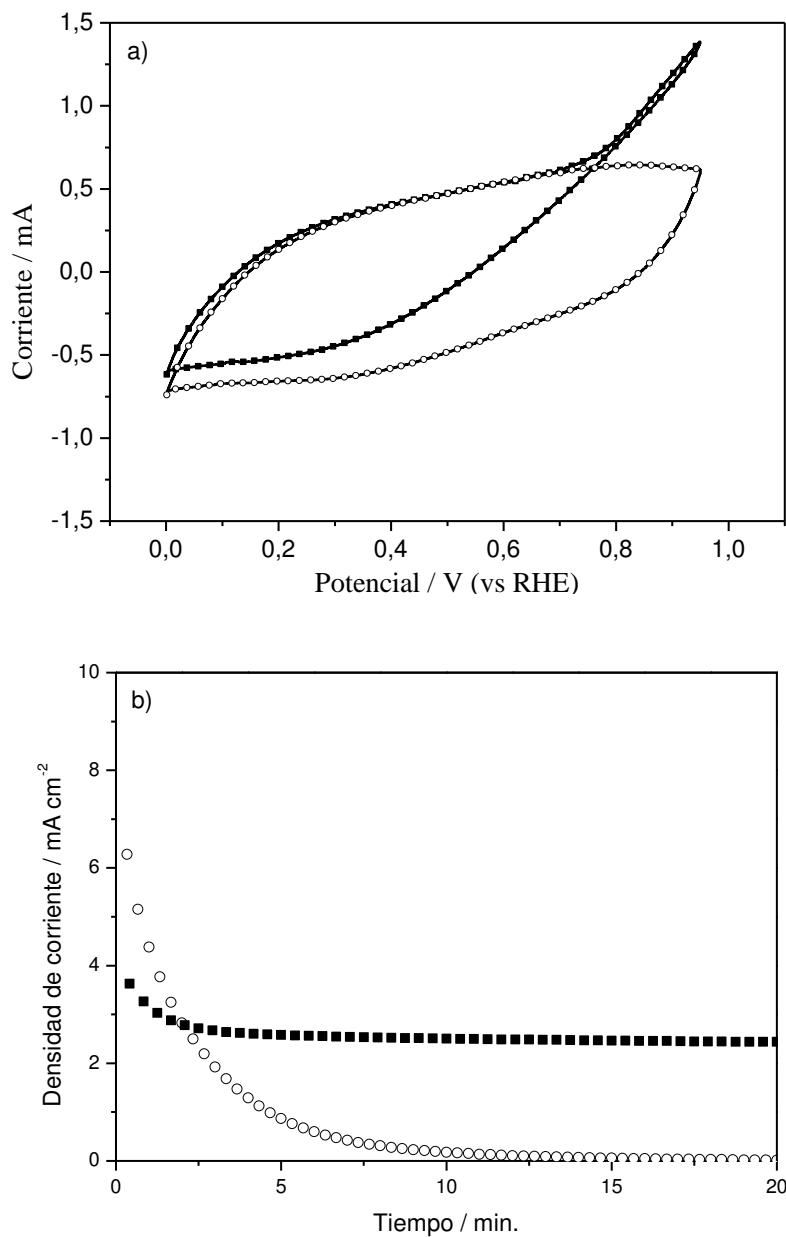 a)
1,5
1,0
0,5
0,0
-0,5
-1,0
-1,5
Corriente / mA
0,0 0,2 0,4 0,6 0,8 1,0
Potencial / V (vs RHE)
b)
10
8
6
4
2
0
Densidad de corriente / mA cm-2
0 5 10 15 20
Tiempo / min.